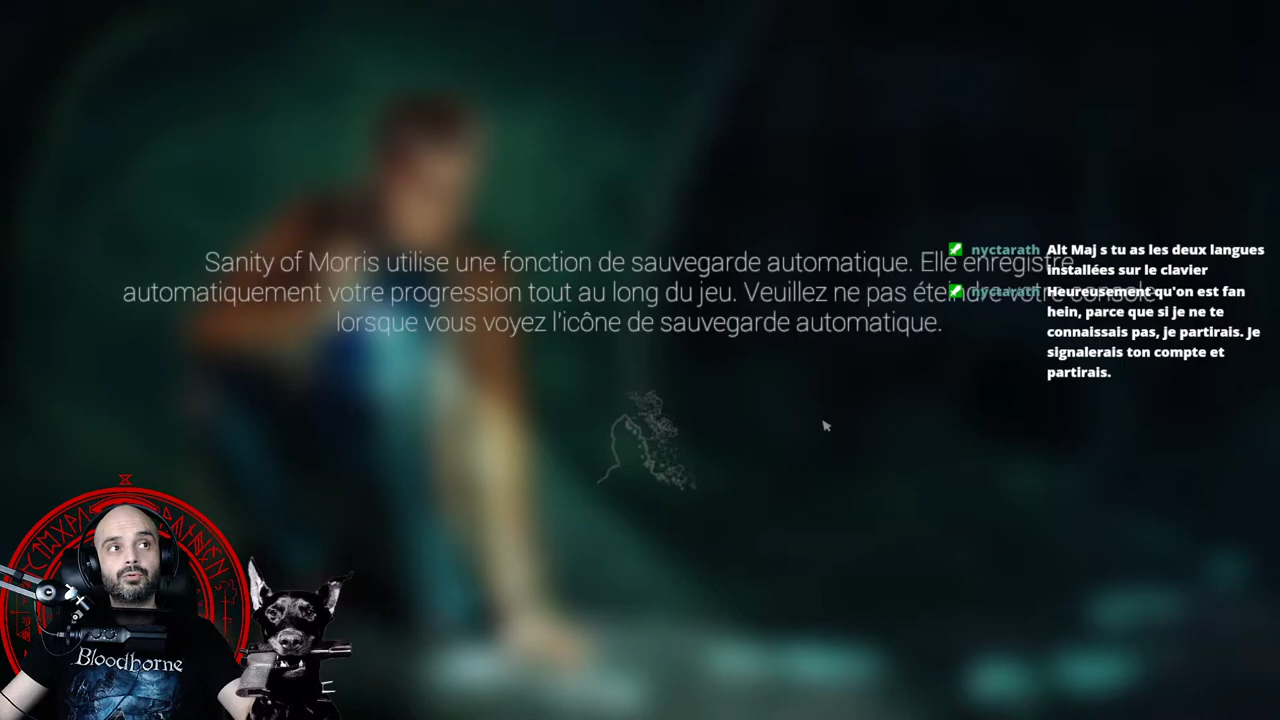 Sanity of Morris utilise une fonction de sauvegarde automatique. Elle enregistre
automatiquement votre progression tout au long du jeu. Veuillez ne pas éteindre votre console
lorsque vous voyez l'icône de sauvegarde automatique.
nyctarath Alt Maj s tu as les deux langues
installées sur le clavier
nyctarath Heureusement qu'on est fan
hein, parce que si je ne te
connaissais pas, je partirais. Je
signalerais ton compte et
partirais.
Bloodborne